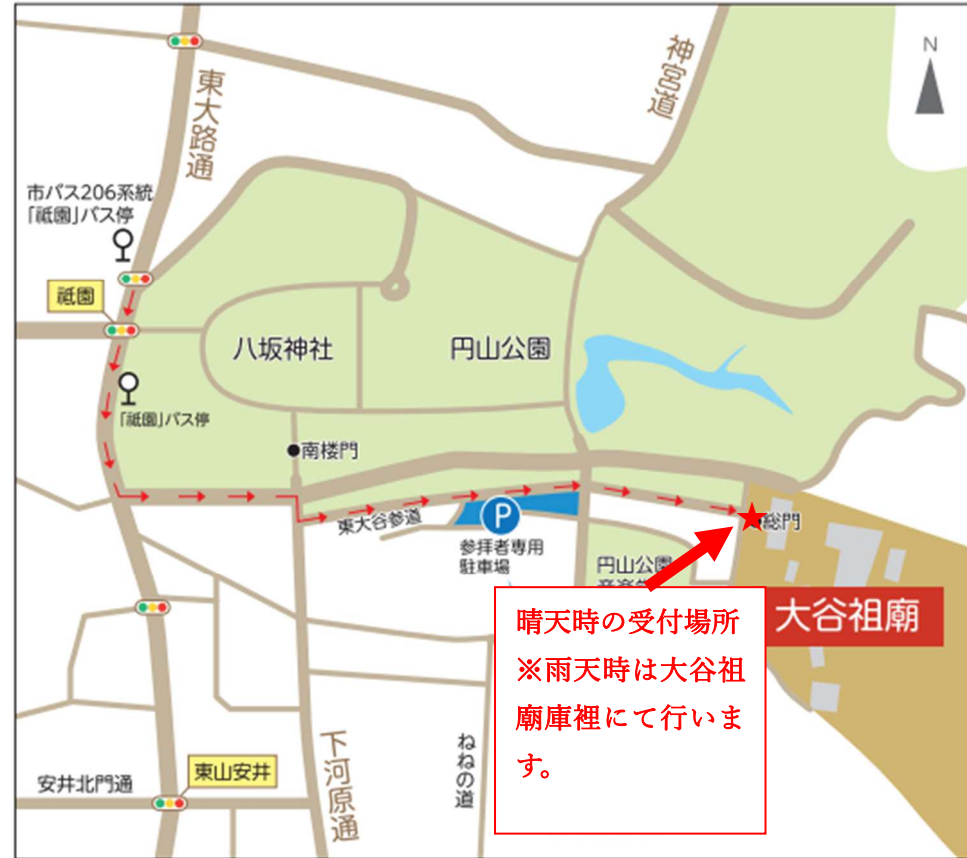 N
神宮道
東大路通
市バス206系統
「祇園」バス停
祇園
八坂神社
円山公園
「祇園」バス停
南楼門
東大谷参道
P
参拝者専用
駐車場
総門
円山公園
大谷祖廟
晴天時の受付場所
※雨天時は大谷祖
廟庫裡にて行いま
す。
下河原通
ねねの道
安井北門通
東山安井